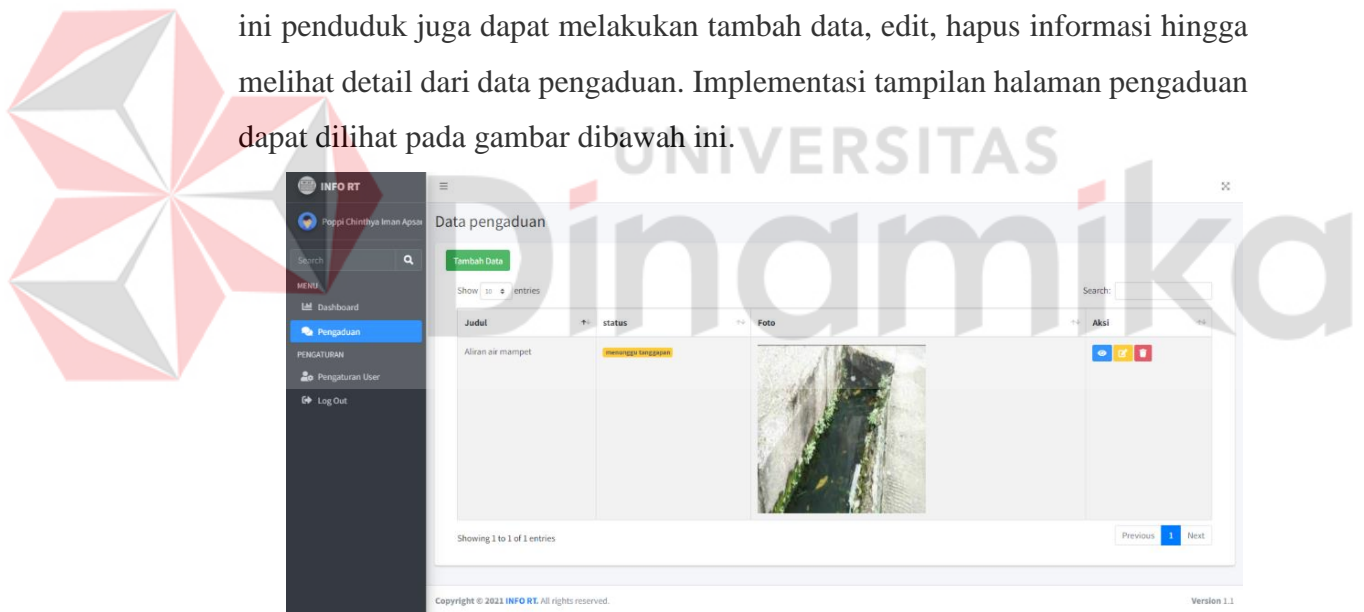 ini penduduk juga dapat melakukan tambah data, edit, hapus informasi hingga
melihat detail dari data pengaduan. Implementasi tampilan halaman pengaduan
dapat dilihat pada gambar dibawah ini.
UNIVERSITAS
Dinamika
INFO RT
Poppi Chinthya Iman Apsar
Data pengaduan
Search
Tambah Data
MENU
Show 10 entries
Search:
Dashboard
Judul status Foto Aksi
Pengaduan
Aliran air mampet menunggu tanggapan
PENGATURAN
Pengaturan User
Log Out
Showing 1 to 1 of 1 entries
Previous 1 Next
Copyright © 2021 INFO RT. All rights reserved.
Version 1.1